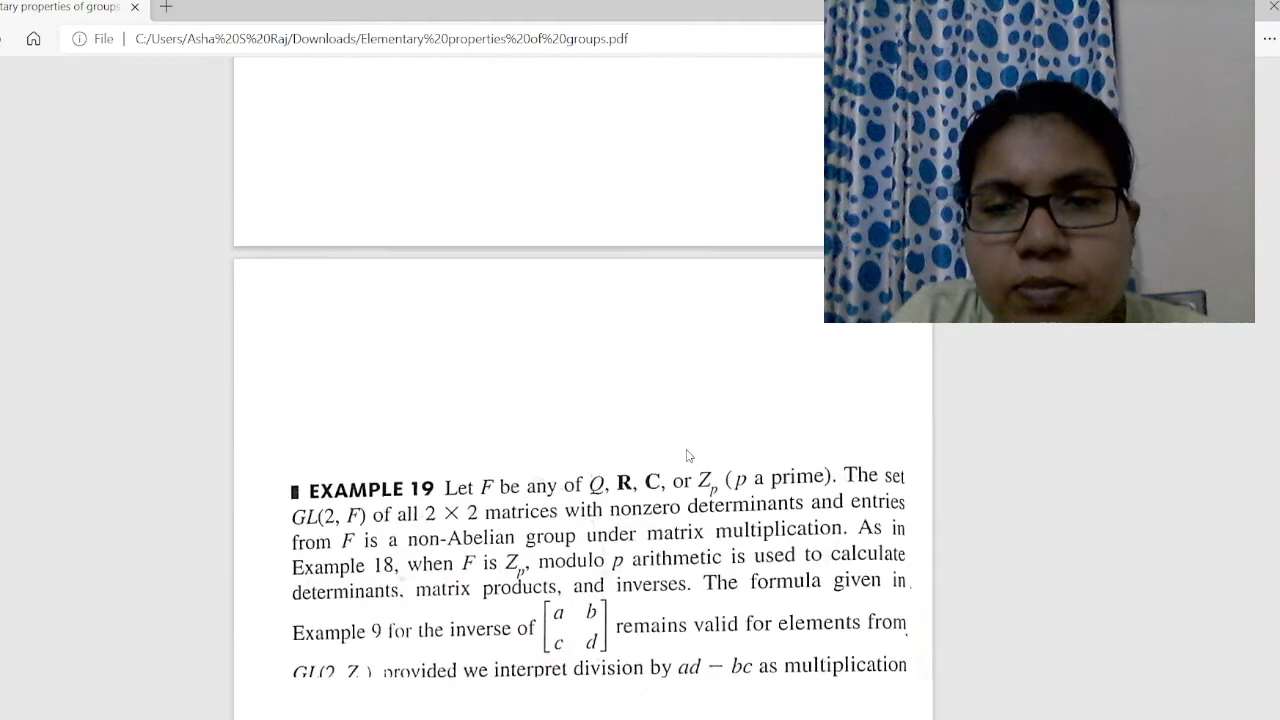 tary properties of groups
File
C:/Users/Asha%20S%20Raj/Downloads/Elementary%20properties%20of%20groups.pdf
EXAMPLE 19 Let F be any of Q, R, C, or Zp (p a prime). The set
GL(2, F) of all 2 × 2 matrices with nonzero determinants and entries
from F is a non-Abelian group under matrix multiplication. As in
Example 18, when F is Zp, modulo p arithmetic is used to calculate
determinants, matrix products, and inverses. The formula given in
Example 9 for the inverse of [a b c d] remains valid for elements from
GL(2, Z ) provided we interpret division by ad − bc as multiplication